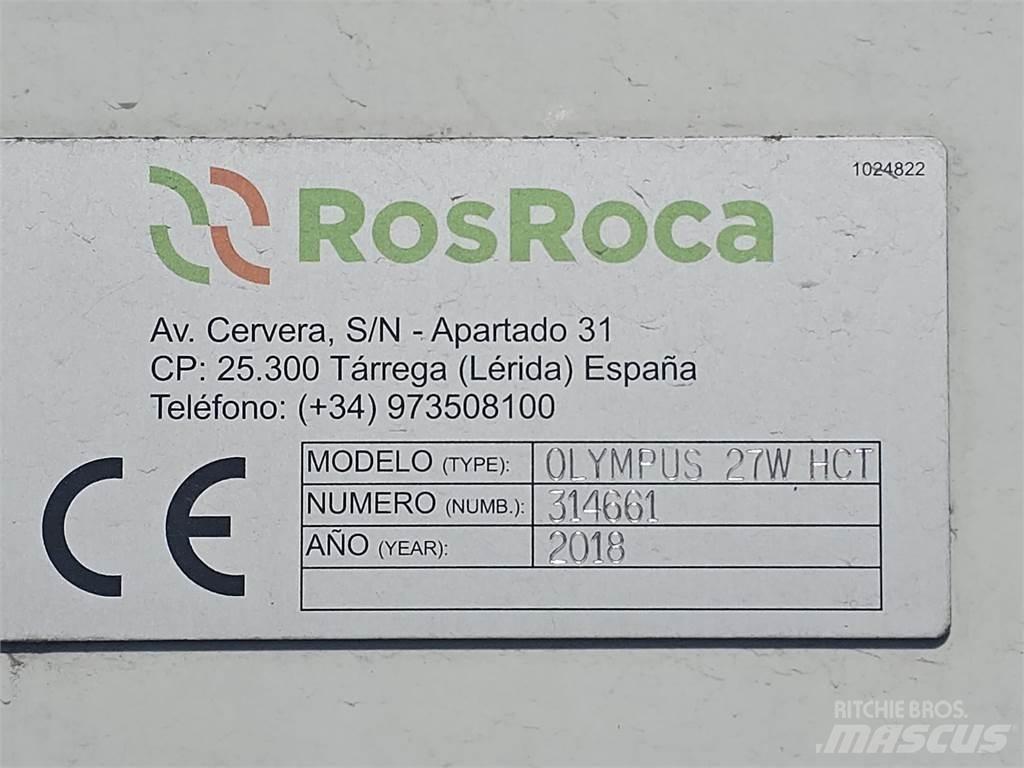 1024822
RosRoca
Av. Cervera, S/N - Apartado 31
CP: 25.300 Tárrega (Lérida) España
Teléfono: (+34) 973508100
CE
MODELO (TYPE): OLYMPUS 27W HCT
NUMERO (NUMB.): 314661
AÑO (YEAR): 2018
RITCHIE BROS.
MASCUS